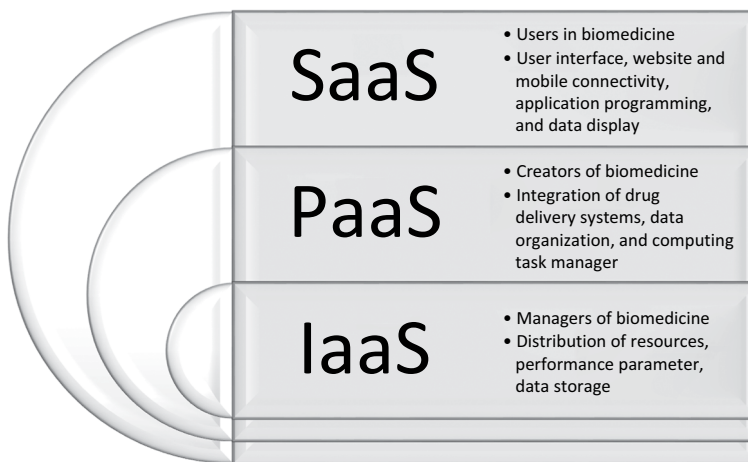 SaaS
• Users in biomedicine
• User interface, website and
mobile connectivity,
application programming,
and data display
PaaS
• Creators of biomedicine
• Integration of drug
delivery systems, data
organization, and computing
task manager
IaaS
• Managers of biomedicine
• Distribution of resources,
performance parameter,
data storage